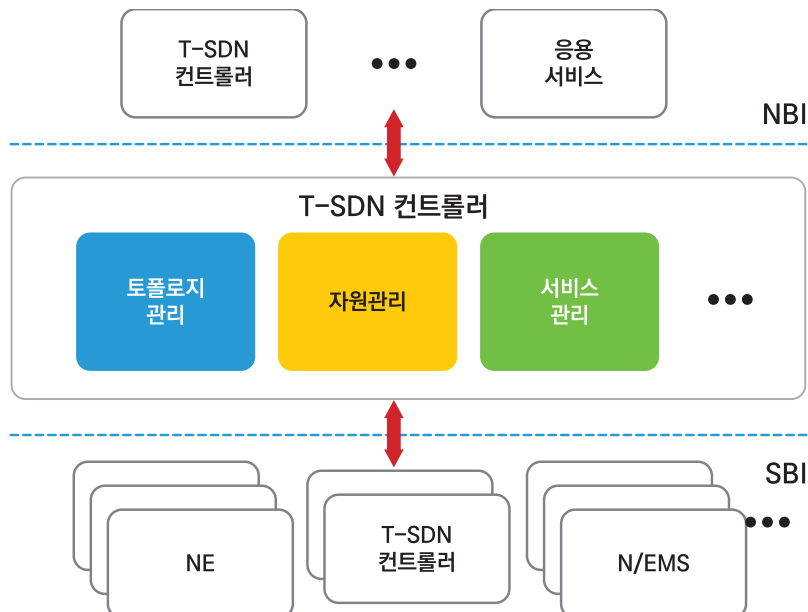 T-SDN
컨트롤러
•••
응용
서비스
NBI
T-SDN 컨트롤러
토폴로지
관리
자원관리
서비스
관리
•••
SBI
NE
T-SDN
컨트롤러
N/EMS
•••